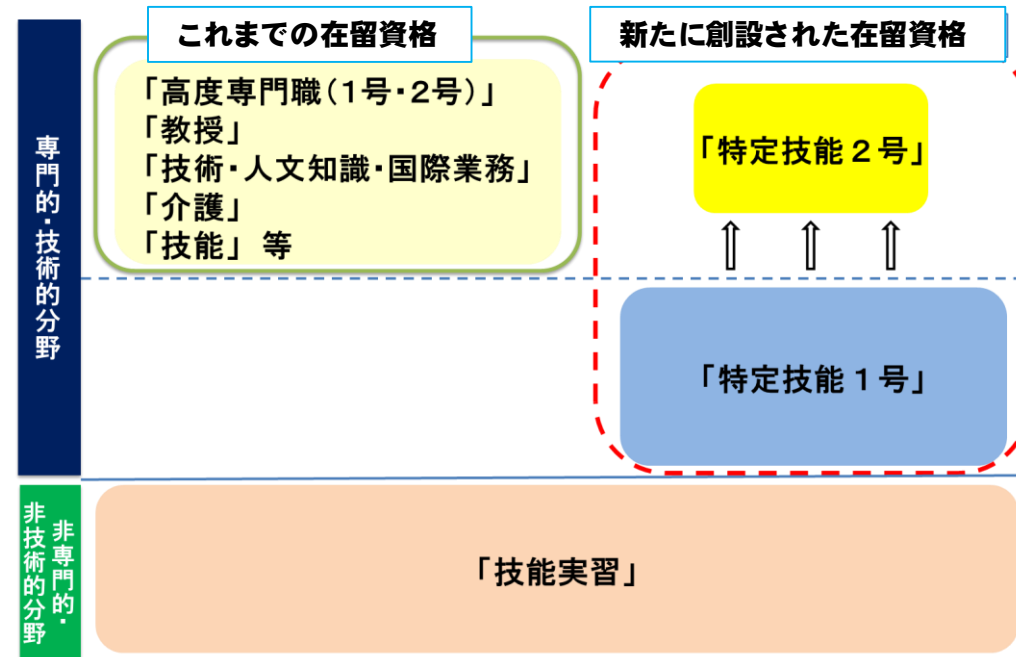 これまでの在留資格
新たに創設された在留資格
専門的・技術的分野
「高度専門職(1号・2号)」
「教授」
「技術・人文知識・国際業務」
「介護」
「技能」 等
「特定技能2号」
「特定技能1号」
非専門的・
非技術的分野
「技能実習」